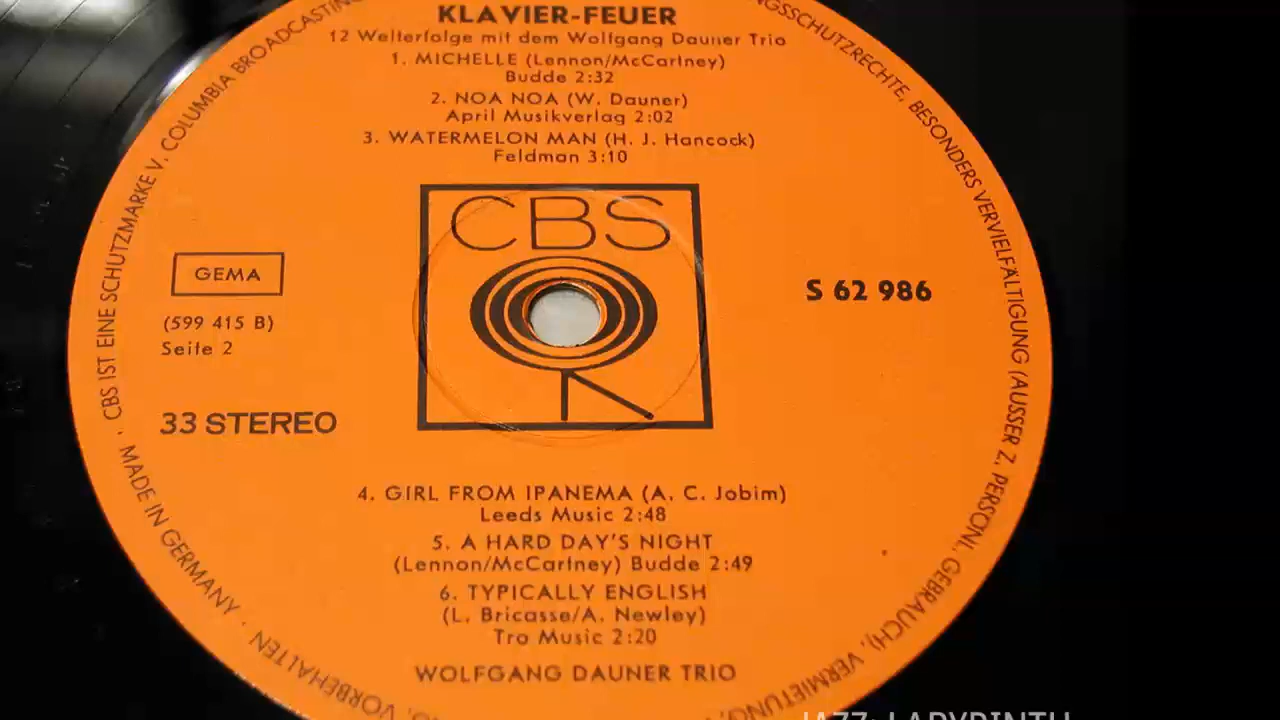 KLAVIER-FEUER
12 Welterfolge mit dem Wolfgang Dauner Trio
1. MICHELLE (Lennon/McCartney)
Budde 2:32
2. NOA NOA (W. Dauner)
April Musikverlag 2:02
3. WATERMELON MAN (H. J. Hancock)
Feldman 3:10
CBS
GEMA
(599 415 B)
Seite 2
33 STEREO
S 62 986
4. GIRL FROM IPANEMA (A. C. Jobim)
Leeds Music 2:48
5. A HARD DAY'S NIGHT
(Lennon/McCartney) Budde 2:49
6. TYPICALLY ENGLISH
(L. Bricasse/A. Newley)
Tro Music 2:20
WOLFGANG DAUNER TRIO
· MADE IN GERMANY · CBS IST EINE SCHUTZMARKE V. COLUMBIA BROADCASTING
GSSCHUTZRECHTE, BESONDERS VERVIELFÄLTIGUNG (AUSSER Z. PERSÖNL. GEBRAUCH), VERMIETUNG,
VORBEHALTEN ·
JAZZ: LABYRINTH